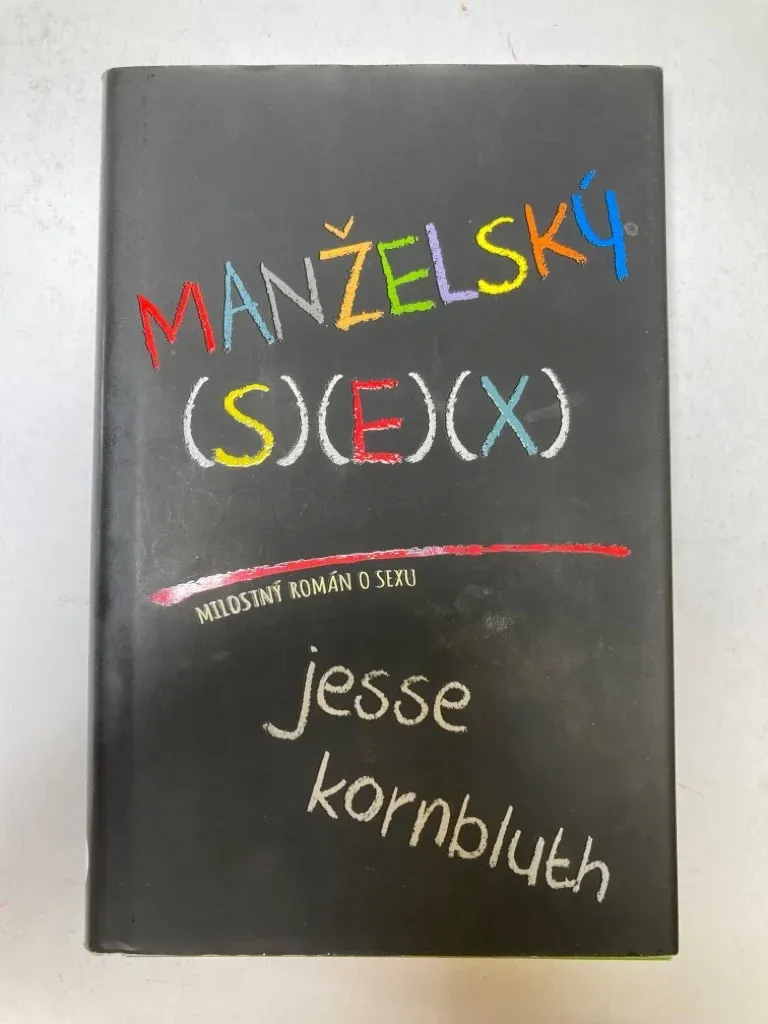 MANŽELSKÝ
(S)(E)(X)
MILOSTNÝ ROMÁN O SEXU
jesse
kornbluth